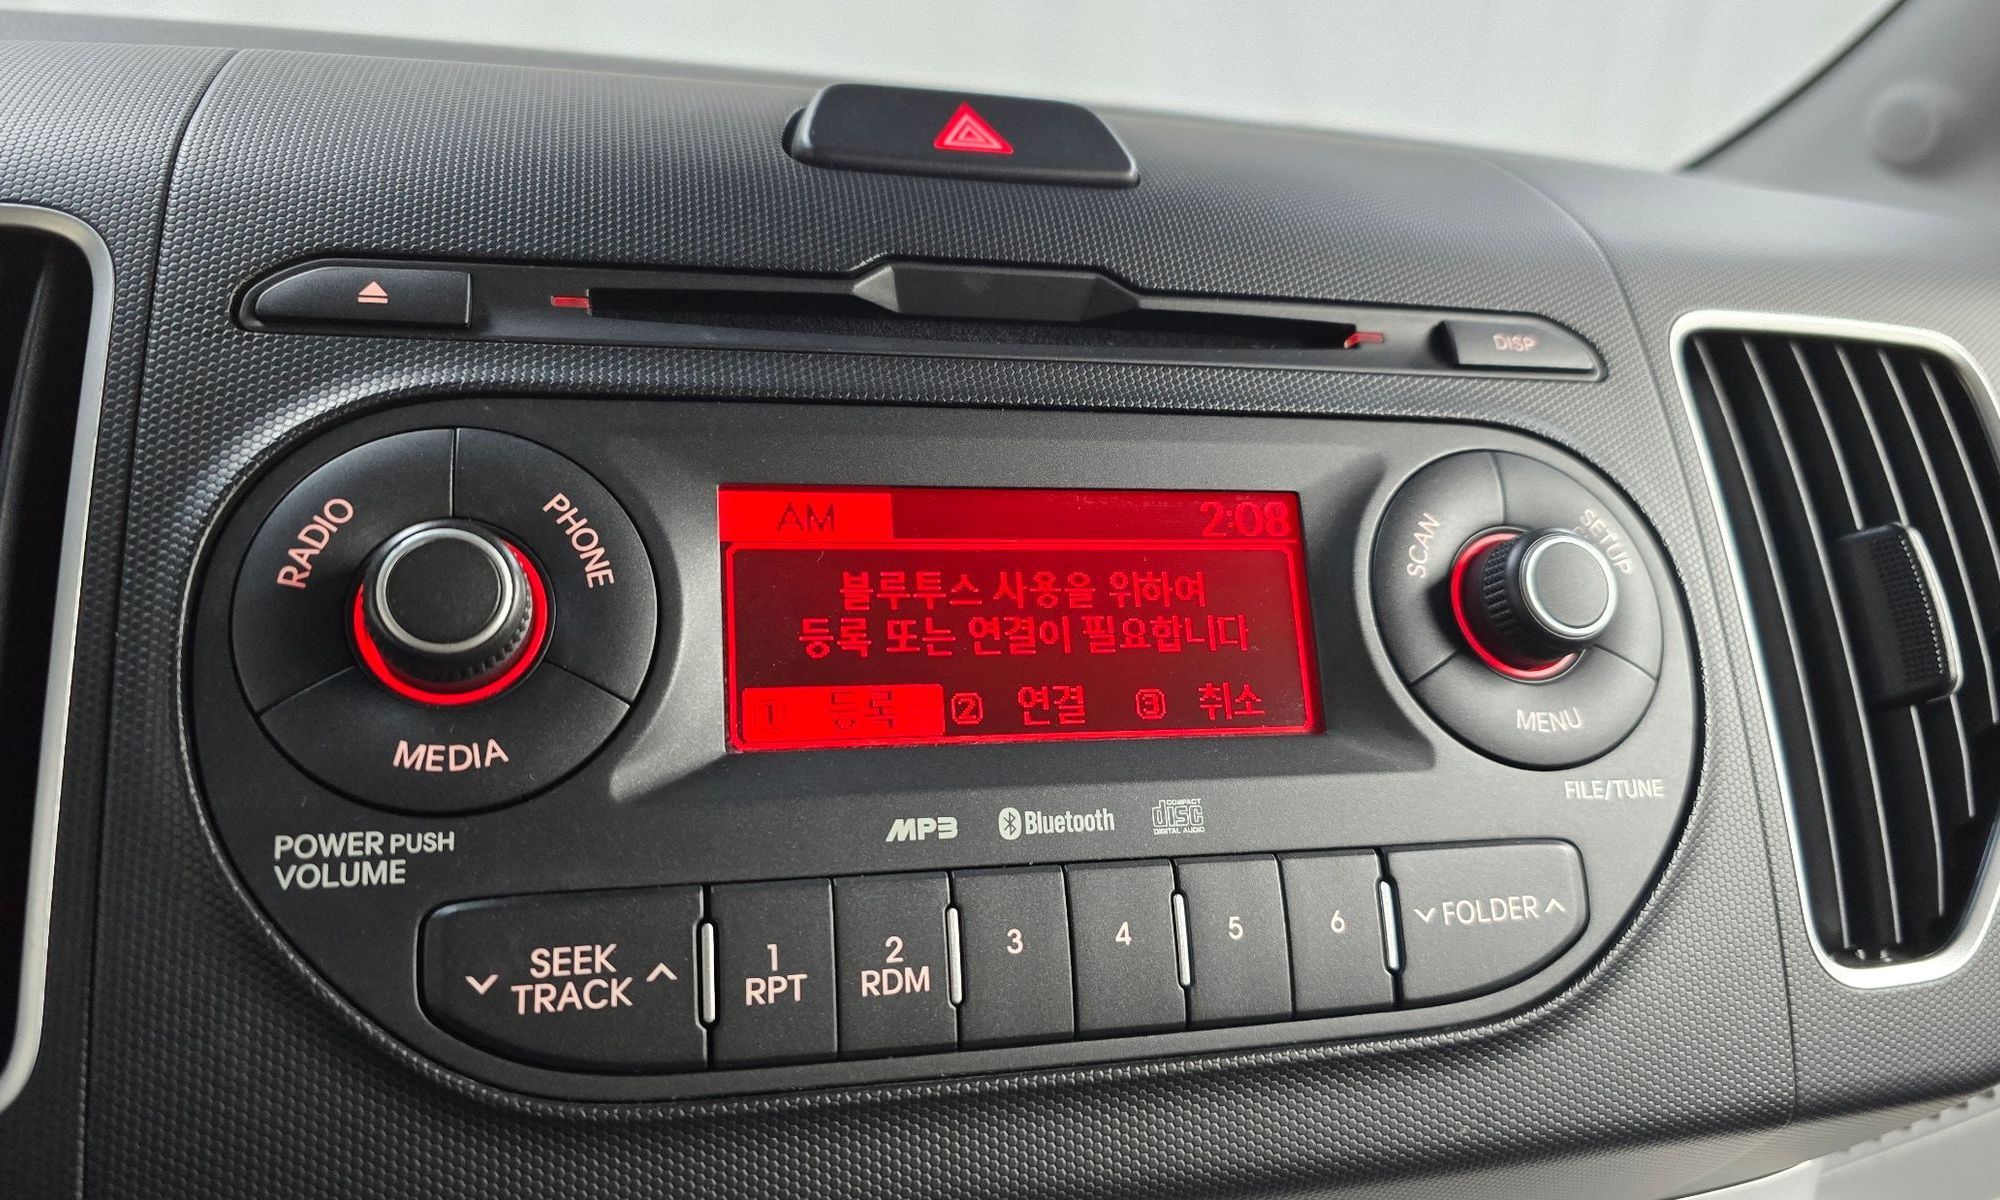 DISP
RADIO
PHONE
MEDIA
AM
2:08
블루투스 사용을 위하여
등록 또는 연결이 필요합니다
1 등록 2 연결 3 취소
SCAN
SETUP
MENU
FILE/TUNE
POWER PUSH
VOLUME
MP3
Bluetooth
COMPACT
disc
DIGITAL AUDIO
SEEK
TRACK
1
RPT
2
RDM
3
4
5
6
FOLDER